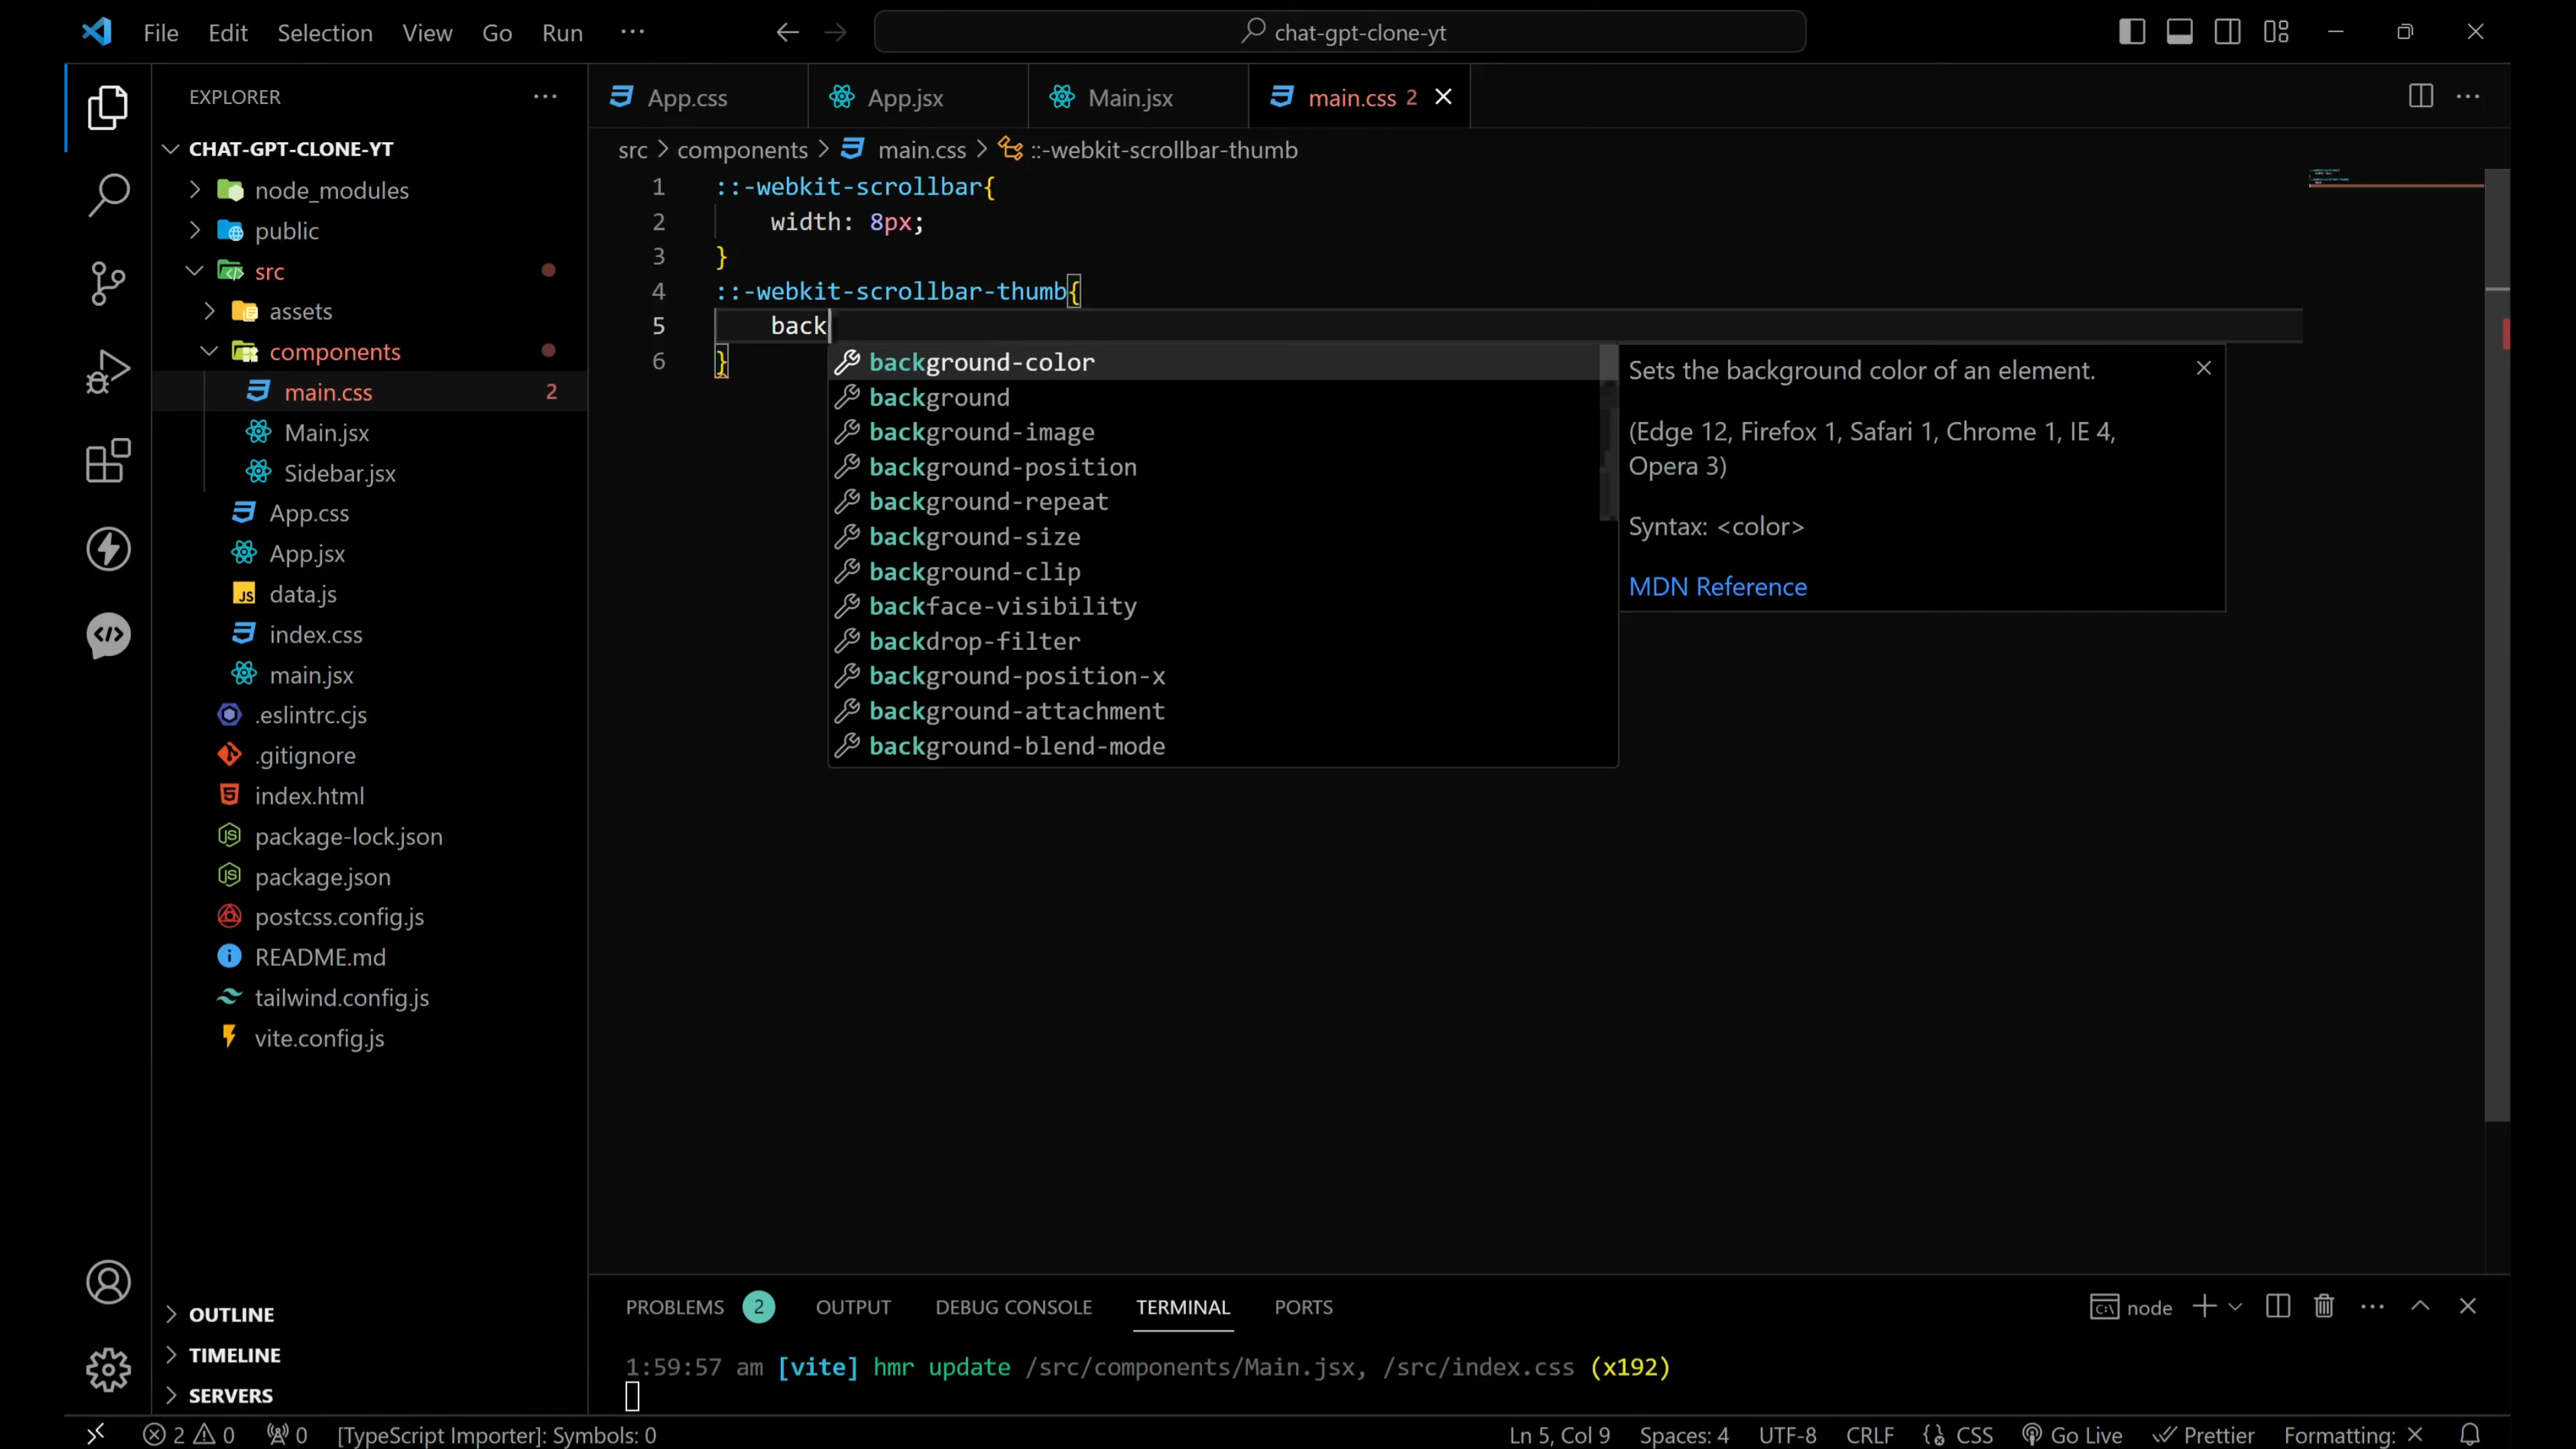 File Edit Selection View Go Run ···
chat-gpt-clone-yt
EXPLORER
CHAT-GPT-CLONE-YT
node_modules
public
src
assets
components
main.css 2
Main.jsx
Sidebar.jsx
App.css
App.jsx
data.js
index.css
main.jsx
.eslintrc.cjs
.gitignore
index.html
package-lock.json
package.json
postcss.config.js
README.md
tailwind.config.js
vite.config.js
OUTLINE
TIMELINE
SERVERS
App.css App.jsx Main.jsx main.css 2
src > components > main.css > ::-webkit-scrollbar-thumb
1 ::-webkit-scrollbar{
2 width: 8px;
3 }
4 ::-webkit-scrollbar-thumb{
5 back
6 }
background-color
background
background-image
background-position
background-repeat
background-size
background-clip
backface-visibility
backdrop-filter
background-position-x
background-attachment
background-blend-mode
Sets the background color of an element.
(Edge 12, Firefox 1, Safari 1, Chrome 1, IE 4,
Opera 3)
Syntax: <color>
MDN Reference
PROBLEMS 2 OUTPUT DEBUG CONSOLE TERMINAL PORTS
node
1:59:57 am [vite] hmr update /src/components/Main.jsx, /src/index.css (x192)
2 0 0 [TypeScript Importer]: Symbols: 0
Ln 5, Col 9 Spaces: 4 UTF-8 CRLF CSS Go Live Prettier Formatting: ×